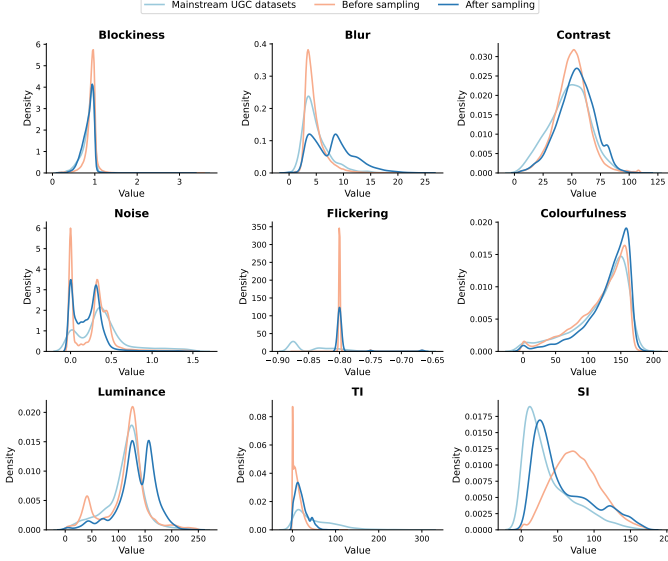 Mainstream UGC datasets Before sampling After sampling
Blockiness Blur Contrast
Density
6
5
4
3
2
1
0
0 1 2 3
Value
Density
0.4
0.3
0.2
0.1
0.0
0 5 10 15 20 25
Value
Density
0.030
0.025
0.020
0.015
0.010
0.005
0.000
0 25 50 75 100 125
Value
Noise Flickering Colourfulness
Density
6
5
4
3
2
1
0
0.0 0.5 1.0 1.5
Value
Density
350
300
250
200
150
100
50
0
−0.90 −0.85 −0.80 −0.75 −0.70 −0.65
Value
Density
0.020
0.015
0.010
0.005
0.000
0 50 100 150 200
Value
Luminance TI SI
Density
0.020
0.015
0.010
0.005
0.000
0 50 100 150 200 250
Value
Density
0.08
0.06
0.04
0.02
0.00
0 100 200 300
Value
Density
0.0175
0.0150
0.0125
0.0100
0.0075
0.0050
0.0025
0.0000
0 50 100 150
Value